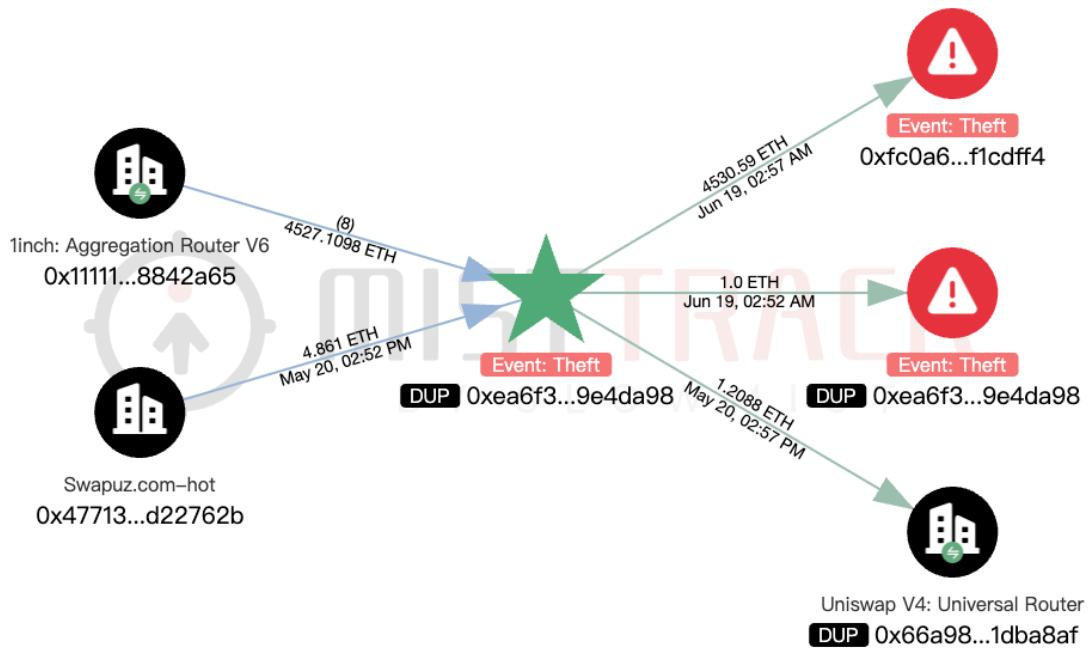 Event: Theft
0xfc0a6...f1cdff4
4530.59 ETH
Jun 19, 02:57 AM
1inch: Aggregation Router V6
0x11111...8842a65
(8)
4527.1098 ETH
MISTTRACK
1.0 ETH
Jun 19, 02:52 AM
4.861 ETH
May 20, 02:52 PM
Event: Theft
DUP 0xea6f3...9e4da98
Event: Theft
DUP 0xea6f3...9e4da98
1.2088 ETH
May 20, 02:57 PM
Swapuz.com-hot
0x47713...d22762b
Uniswap V4: Universal Router
DUP 0x66a98...1dba8af